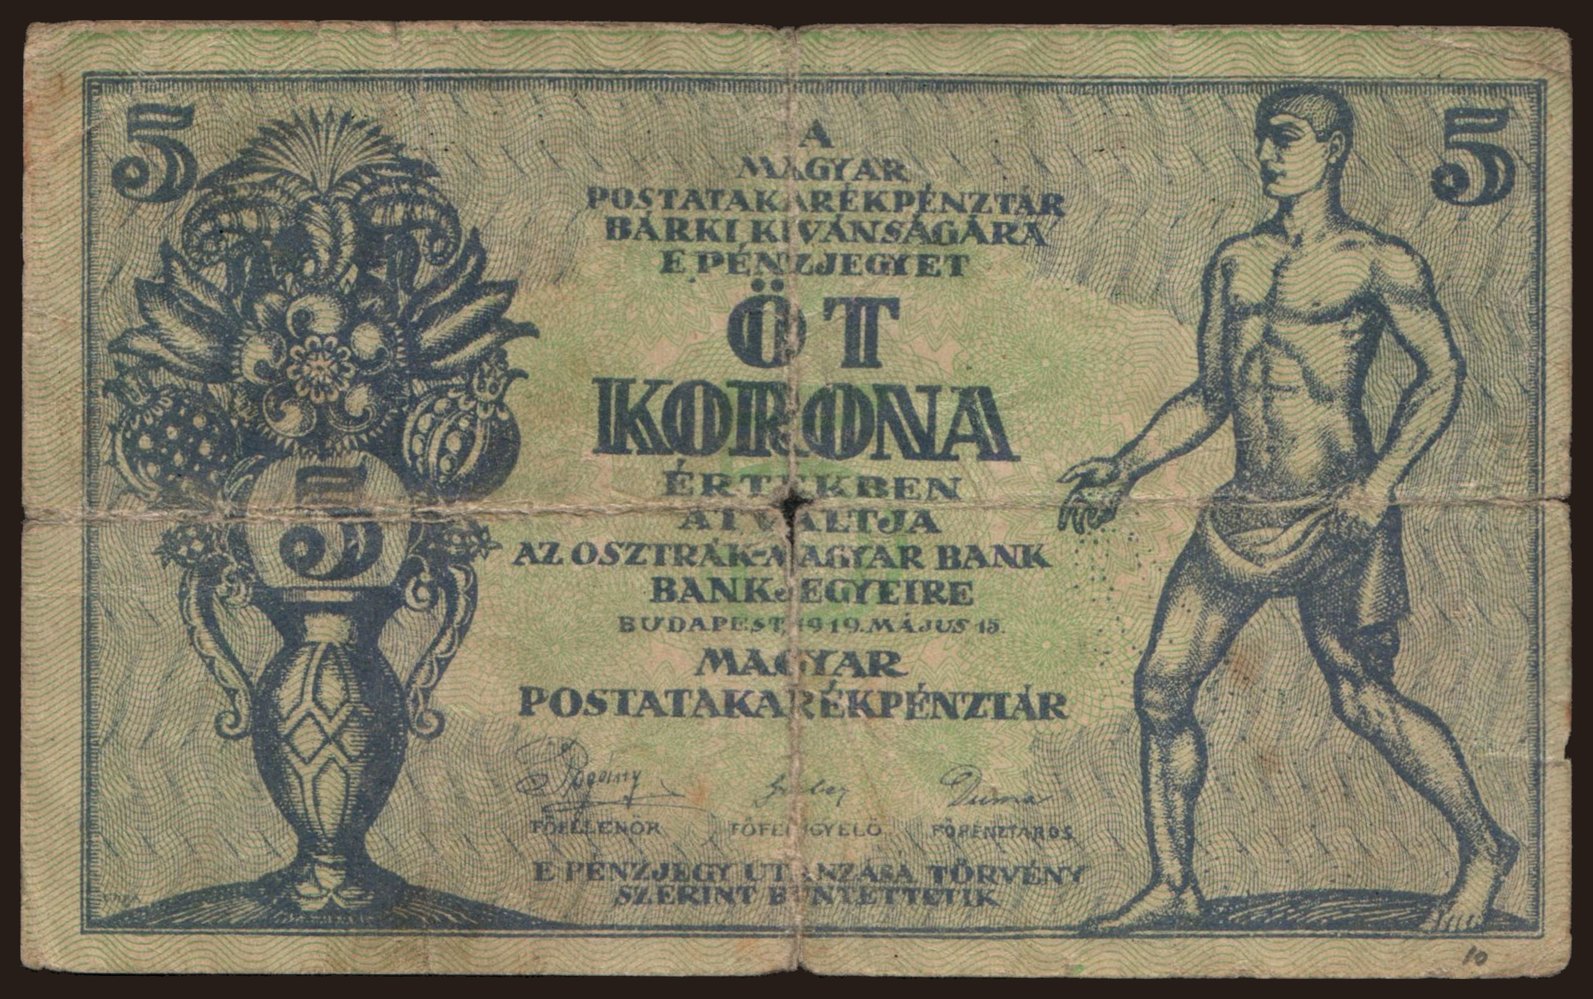 5
5
A
MAGYAR
POSTATAKARÉKPÉNZTÁR
BÁRKI KIVÁNSÁGÁRA
E PÉNZJEGYET
ÖT
KORONA
ÉRTÉKBEN
ÁTVÁLTJA
AZ OSZTRÁK-MAGYAR BANK
BANKJEGYEIRE
BUDAPEST, 1919. MÁJUS 15.
MAGYAR
POSTATAKARÉKPÉNZTÁR
5
FŐELLENŐR FŐFELÜGYELŐ FŐPÉNZTÁROS
E PÉNZJEGY UTÁNZÁSA TÖRVÉNY
SZERINT BÜNTETTETIK
10